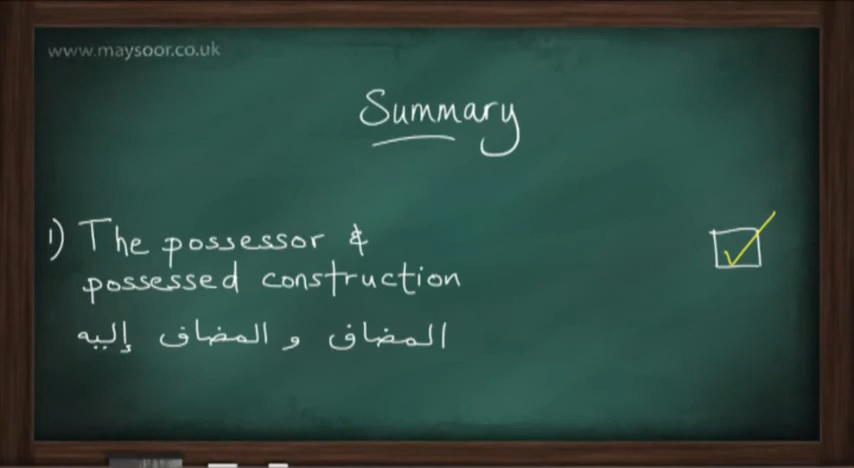 www.maysoor.co.uk
Summary
1) The possessor &
possessed construction
المضاف و المضاف إليه